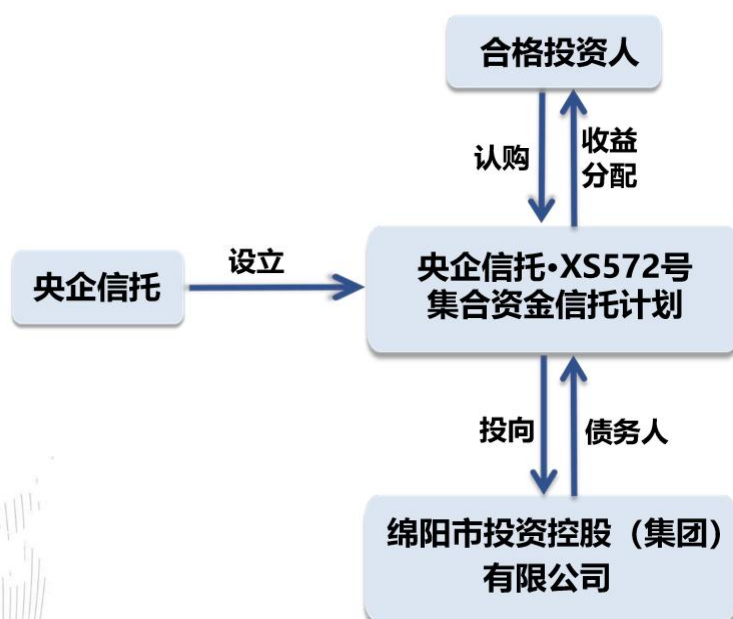 合格投资人
认购
收益
分配
央企信托
设立
央企信托•XS572号
集合资金信托计划
投向
债务人
绵阳市投资控股（集团）
有限公司